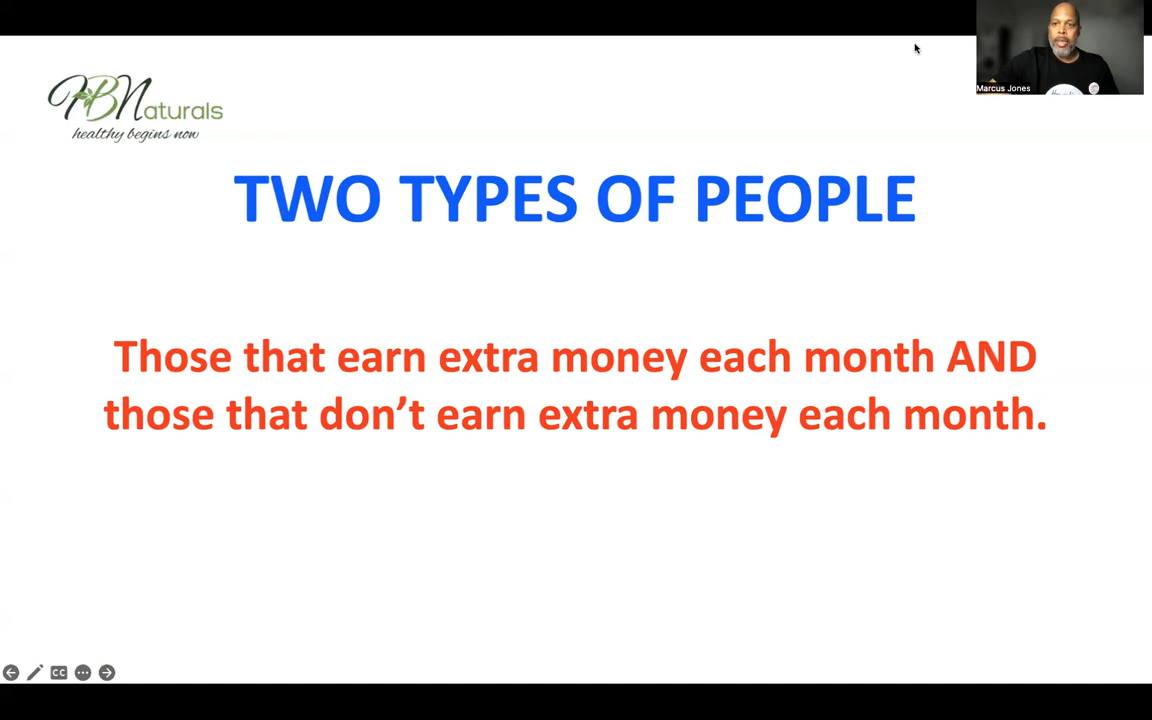 HBNaturals
healthy begins now
Marcus Jones
TWO TYPES OF PEOPLE
Those that earn extra money each month AND
those that don’t earn extra money each month.
CC